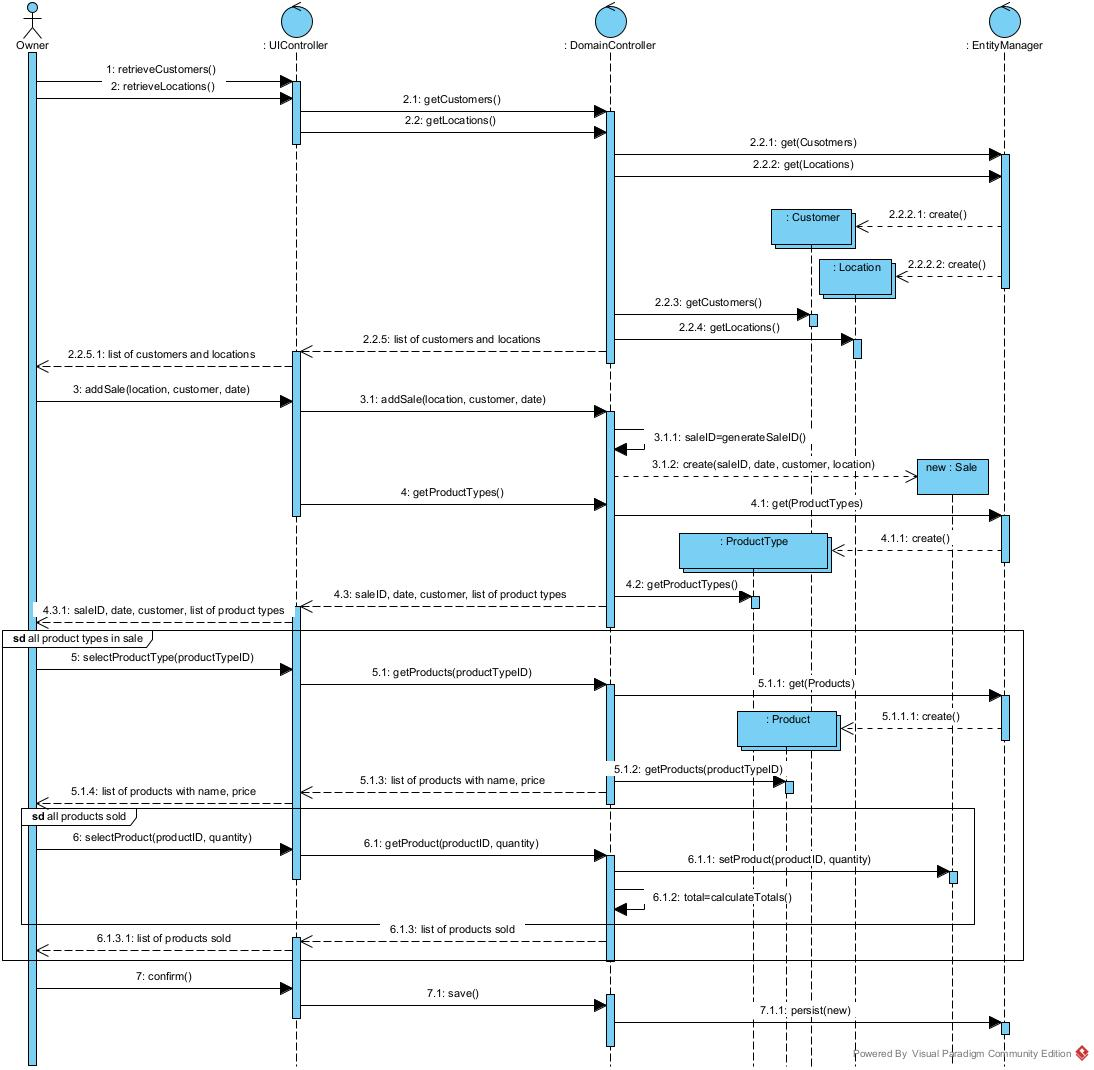 Owner
: UIController
: DomainController
: EntityManager
1: retrieveCustomers()
2: retrieveLocations()
2.1: getCustomers()
2.2: getLocations()
2.2.1: get(Cusotmers)
2.2.2: get(Locations)
: Customer
2.2.2.1: create()
: Location
2.2.2.2: create()
2.2.3: getCustomers()
2.2.4: getLocations()
2.2.5: list of customers and locations
2.2.5.1: list of customers and locations
3: addSale(location, customer, date)
3.1: addSale(location, customer, date)
3.1.1: saleID=generateSaleID()
3.1.2: create(saleID, date, customer, location)
new : Sale
4: getProductTypes()
4.1: get(ProductTypes)
: ProductType
4.1.1: create()
4.2: getProductTypes()
4.3: saleID, date, customer, list of product types
4.3.1: saleID, date, customer, list of product types
sd all product types in sale
5: selectProductType(productTypeID)
5.1: getProducts(productTypeID)
5.1.1: get(Products)
: Product
5.1.1.1: create()
5.1.2: getProducts(productTypeID)
5.1.3: list of products with name, price
5.1.4: list of products with name, price
sd all products sold
6: selectProduct(productID, quantity)
6.1: getProduct(productID, quantity)
6.1.1: setProduct(productID, quantity)
6.1.2: total=calculateTotals()
6.1.3: list of products sold
6.1.3.1: list of products sold
7: confirm()
7.1: save()
7.1.1: persist(new)
Powered By Visual Paradigm Community Edition